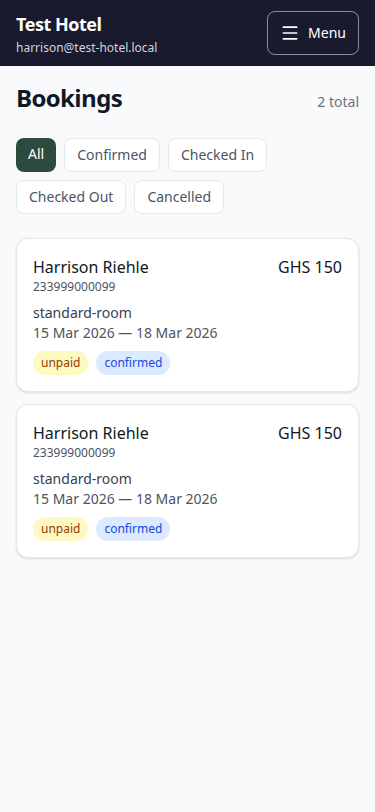 Test Hotel
harrison@test-hotel.local
Menu
Bookings
2 total
All
Confirmed
Checked In
Checked Out
Cancelled
Harrison Riehle
GHS 150
233999000099
standard-room
15 Mar 2026 — 18 Mar 2026
unpaid
confirmed
Harrison Riehle
GHS 150
233999000099
standard-room
15 Mar 2026 — 18 Mar 2026
unpaid
confirmed